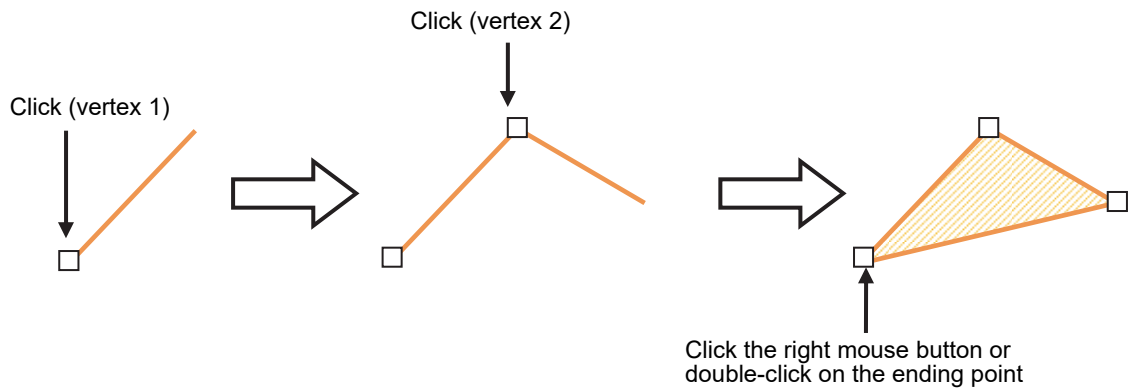 Click (vertex 1)
Click (vertex 2)
Click the right mouse button or
double-click on the ending point